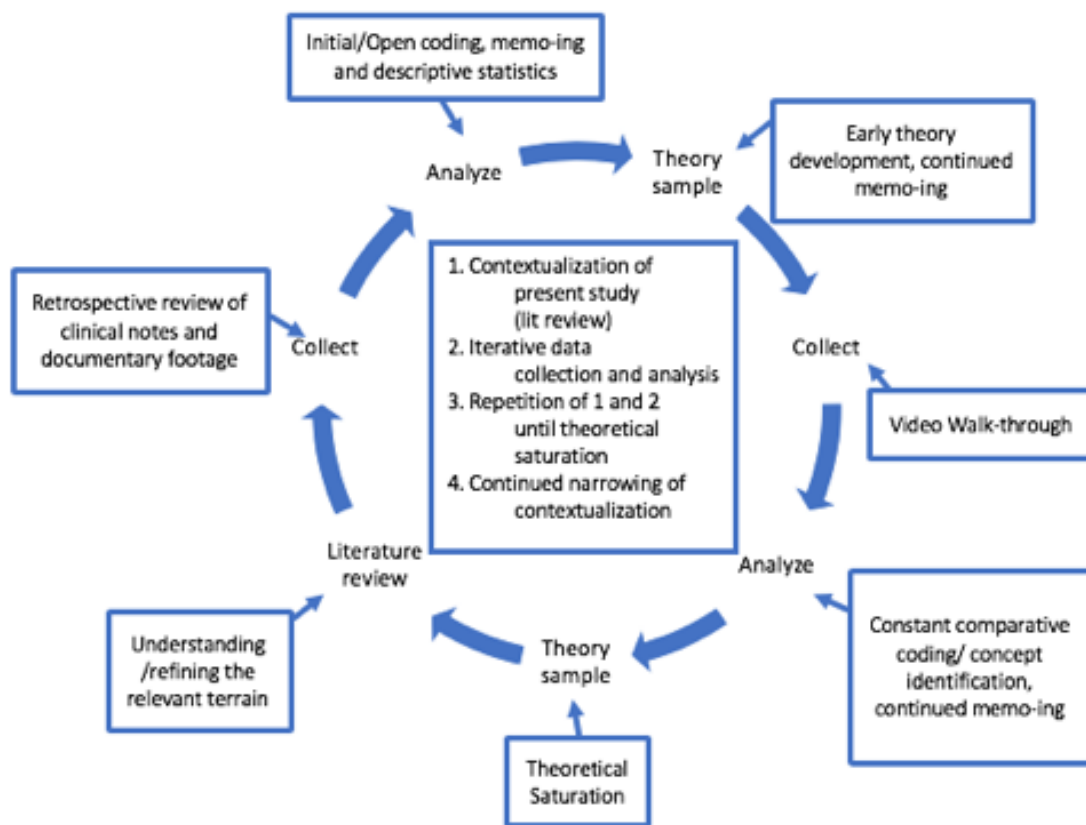 Initial/Open coding, memo-ing
and descriptive statistics
Analyze
Theory
sample
Early theory
development, continued
memo-ing
Retrospective review of
clinical notes and
documentary footage
Collect
1. Contextualization of
present study
(lit review)
2. Iterative data
collection and analysis
3. Repetition of 1 and 2
until theoretical
saturation
4. Continued narrowing of
contextualization
Collect
Video Walk-through
Literature
review
Analyze
Understanding
/refining the
relevant terrain
Theory
sample
Constant comparative
coding/ concept
identification,
continued memo-ing
Theoretical
Saturation